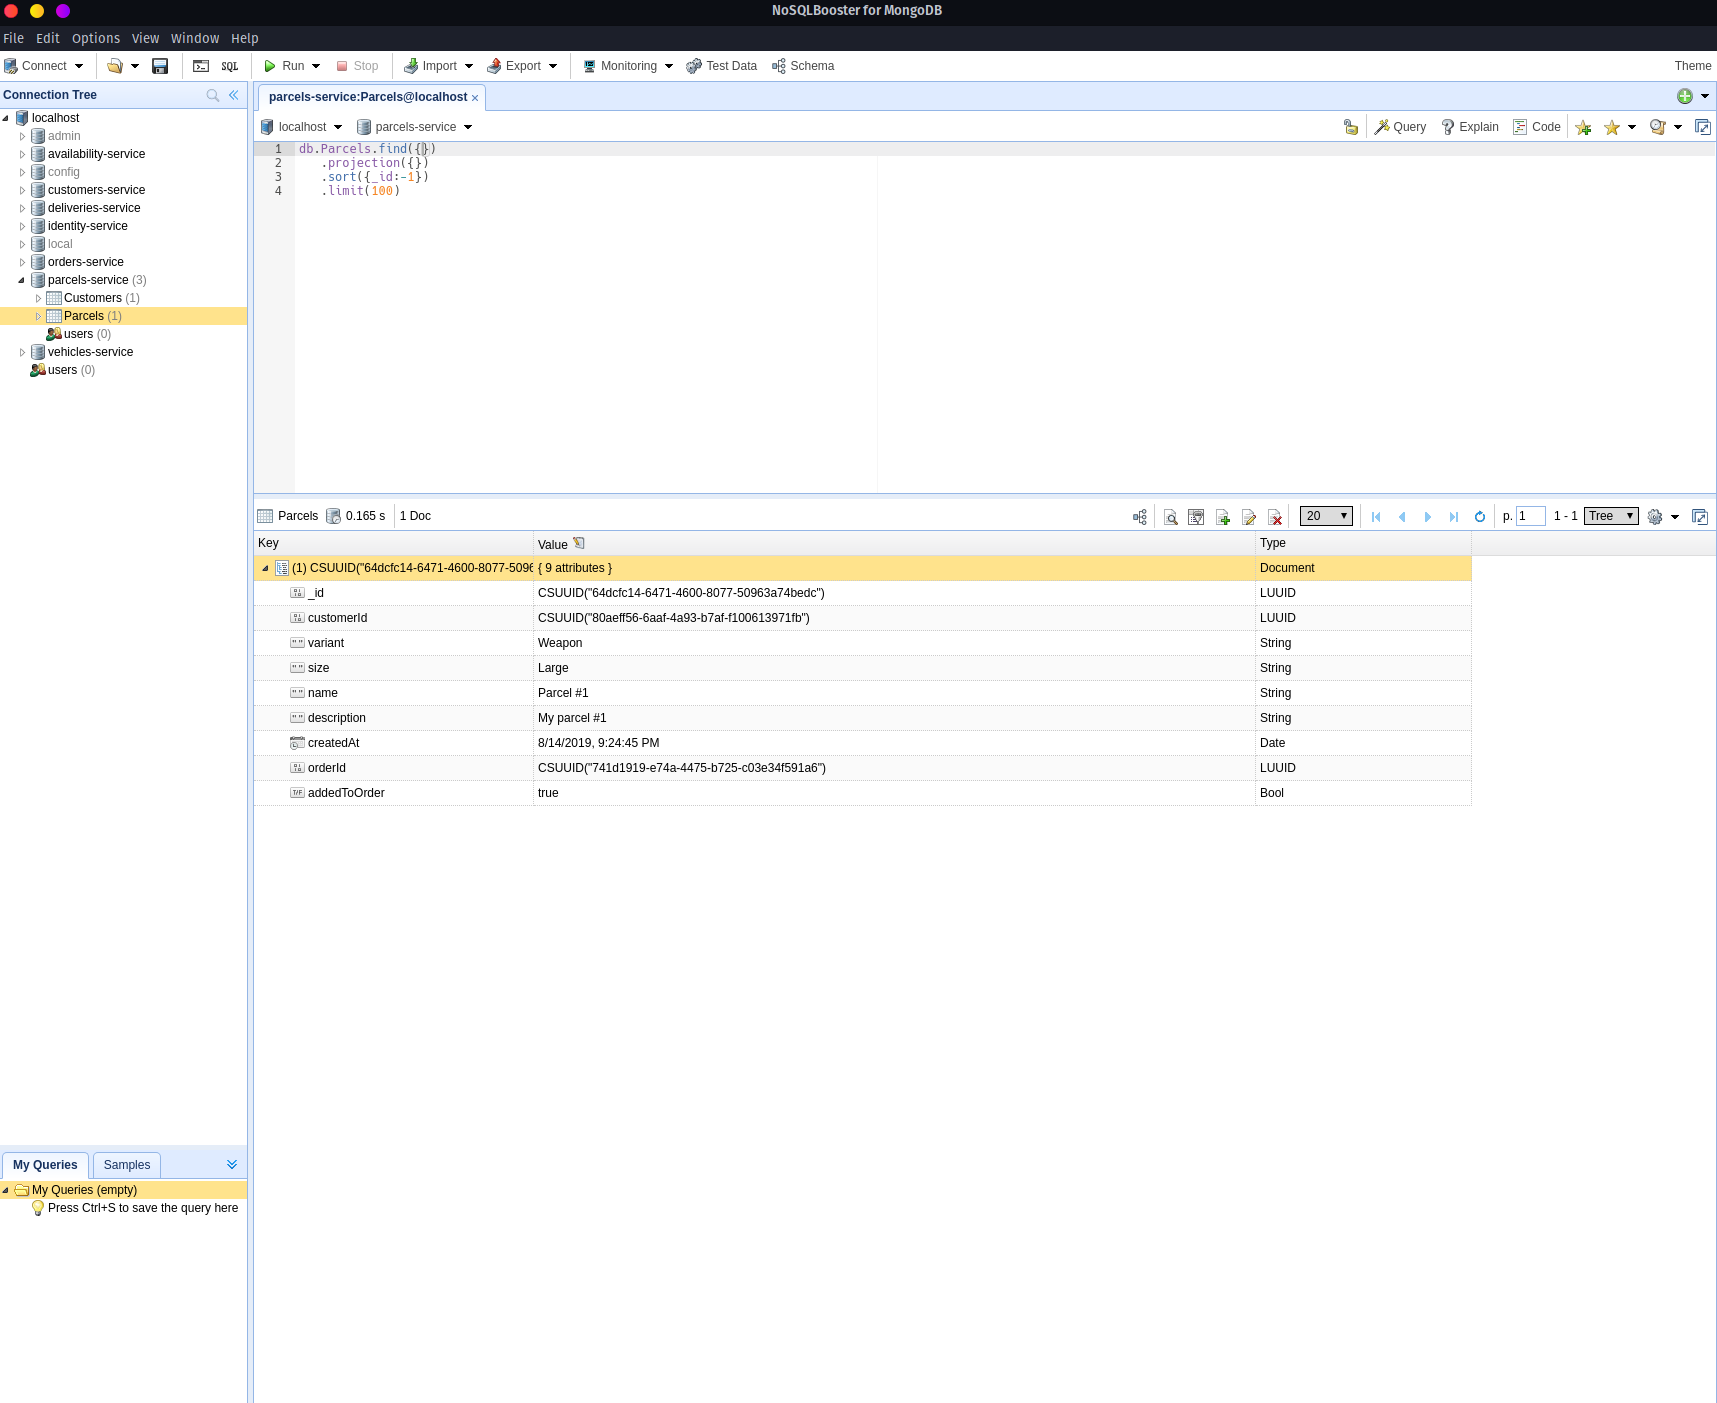 NoSQLBooster for MongoDB
File Edit Options View Window Help
Connect SQL Run Stop Import Export Monitoring Test Data Schema Theme
Connection Tree
localhost
admin
availability-service
config
customers-service
deliveries-service
identity-service
local
orders-service
parcels-service (3)
Customers (1)
Parcels (1)
users (0)
vehicles-service
users (0)
parcels-service:Parcels@localhost ×
localhost parcels-service Query Explain Code
1 db.Parcels.find({})
2 .projection({})
3 .sort({_id:-1})
4 .limit(100)
Parcels 0.165 s 1 Doc 20 p. 1 1 - 1 Tree
Key Value Type
(1) CSUUID("64dcfc14-6471-4600-8077-5096 { 9 attributes } Document
_id CSUUID("64dcfc14-6471-4600-8077-50963a74bedc") LUUID
customerId CSUUID("80aeff56-6aaf-4a93-b7af-f100613971fb") LUUID
variant Weapon String
size Large String
name Parcel #1 String
description My parcel #1 String
createdAt 8/14/2019, 9:24:45 PM Date
orderId CSUUID("741d1919-e74a-4475-b725-c03e34f591a6") LUUID
addedToOrder true Bool
My Queries Samples
My Queries (empty)
Press Ctrl+S to save the query here